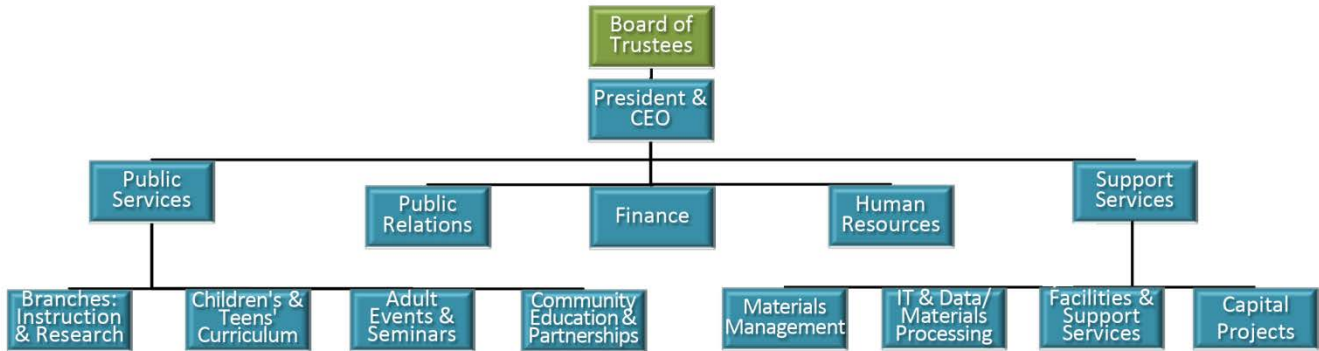 Board of
Trustees
President &
CEO
Public
Services
Public
Relations
Finance
Human
Resources
Support
Services
Branches:
Instruction
& Research
Children's &
Teens'
Curriculum
Adult
Events &
Seminars
Community
Education &
Partnerships
Materials
Management
IT & Data/
Materials
Processing
Facilities &
Support
Services
Capital
Projects